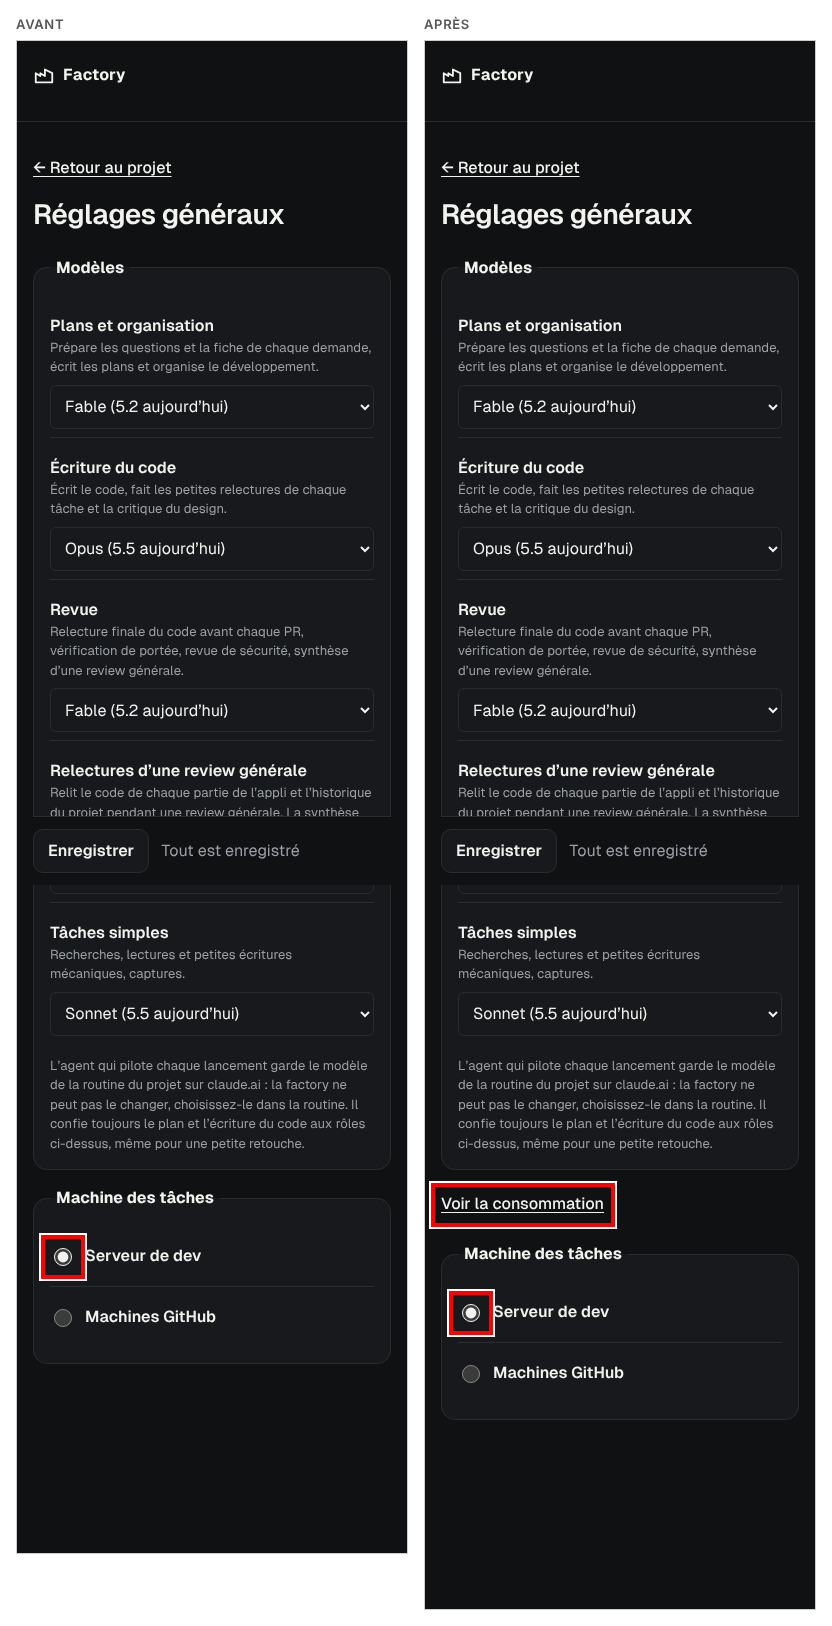 AVANT
Factory
← Retour au projet
Réglages généraux
Modèles
Plans et organisation
Prépare les questions et la fiche de chaque demande,
écrit les plans et organise le développement.
Fable (5.2 aujourd’hui)
Écriture du code
Écrit le code, fait les petites relectures de chaque
tâche et la critique du design.
Opus (5.5 aujourd’hui)
Revue
Relecture finale du code avant chaque PR,
vérification de portée, revue de sécurité, synthèse
d’une review générale.
Fable (5.2 aujourd’hui)
Relectures d’une review générale
Relit le code de chaque partie de l’appli et l’historique
du projet pendant une review générale. La synthèse
Enregistrer Tout est enregistré
Tâches simples
Recherches, lectures et petites écritures
mécaniques, captures.
Sonnet (5.5 aujourd’hui)
L’agent qui pilote chaque lancement garde le modèle
de la routine du projet sur claude.ai : la factory ne
peut pas le changer, choisissez-le dans la routine. Il
confie toujours le plan et l’écriture du code aux rôles
ci-dessus, même pour une petite retouche.
Machine des tâches
Serveur de dev
Machines GitHub
APRÈS
Factory
← Retour au projet
Réglages généraux
Modèles
Plans et organisation
Prépare les questions et la fiche de chaque demande,
écrit les plans et organise le développement.
Fable (5.2 aujourd’hui)
Écriture du code
Écrit le code, fait les petites relectures de chaque
tâche et la critique du design.
Opus (5.5 aujourd’hui)
Revue
Relecture finale du code avant chaque PR,
vérification de portée, revue de sécurité, synthèse
d’une review générale.
Fable (5.2 aujourd’hui)
Relectures d’une review générale
Relit le code de chaque partie de l’appli et l’historique
du projet pendant une review générale. La synthèse
Enregistrer Tout est enregistré
Tâches simples
Recherches, lectures et petites écritures
mécaniques, captures.
Sonnet (5.5 aujourd’hui)
L’agent qui pilote chaque lancement garde le modèle
de la routine du projet sur claude.ai : la factory ne
peut pas le changer, choisissez-le dans la routine. Il
confie toujours le plan et l’écriture du code aux rôles
ci-dessus, même pour une petite retouche.
Voir la consommation
Machine des tâches
Serveur de dev
Machines GitHub